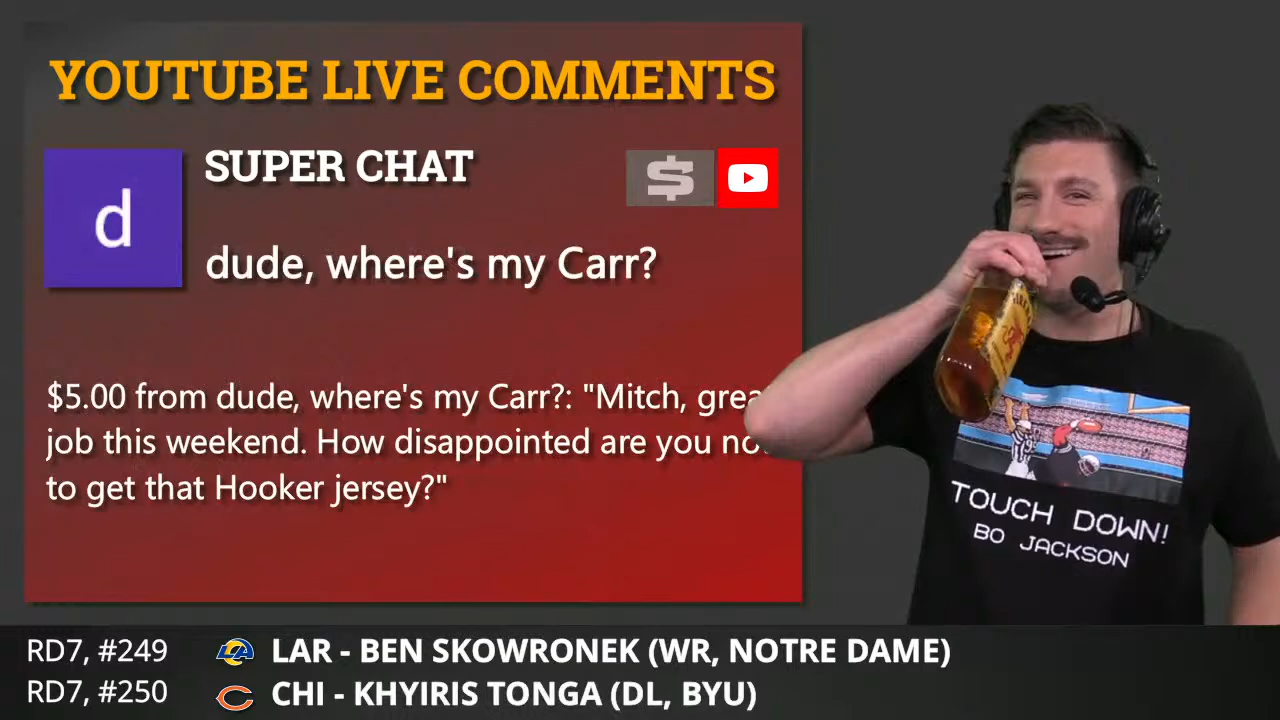 YOUTUBE LIVE COMMENTS
d
SUPER CHAT
$
dude, where's my Carr?
$5.00 from dude, where's my Carr?: "Mitch, grea
job this weekend. How disappointed are you no
to get that Hooker jersey?"
TOUCH DOWN!
BO JACKSON
RD7, #249 LAR - BEN SKOWRONEK (WR, NOTRE DAME)
RD7, #250 CHI - KHYIRIS TONGA (DL, BYU)